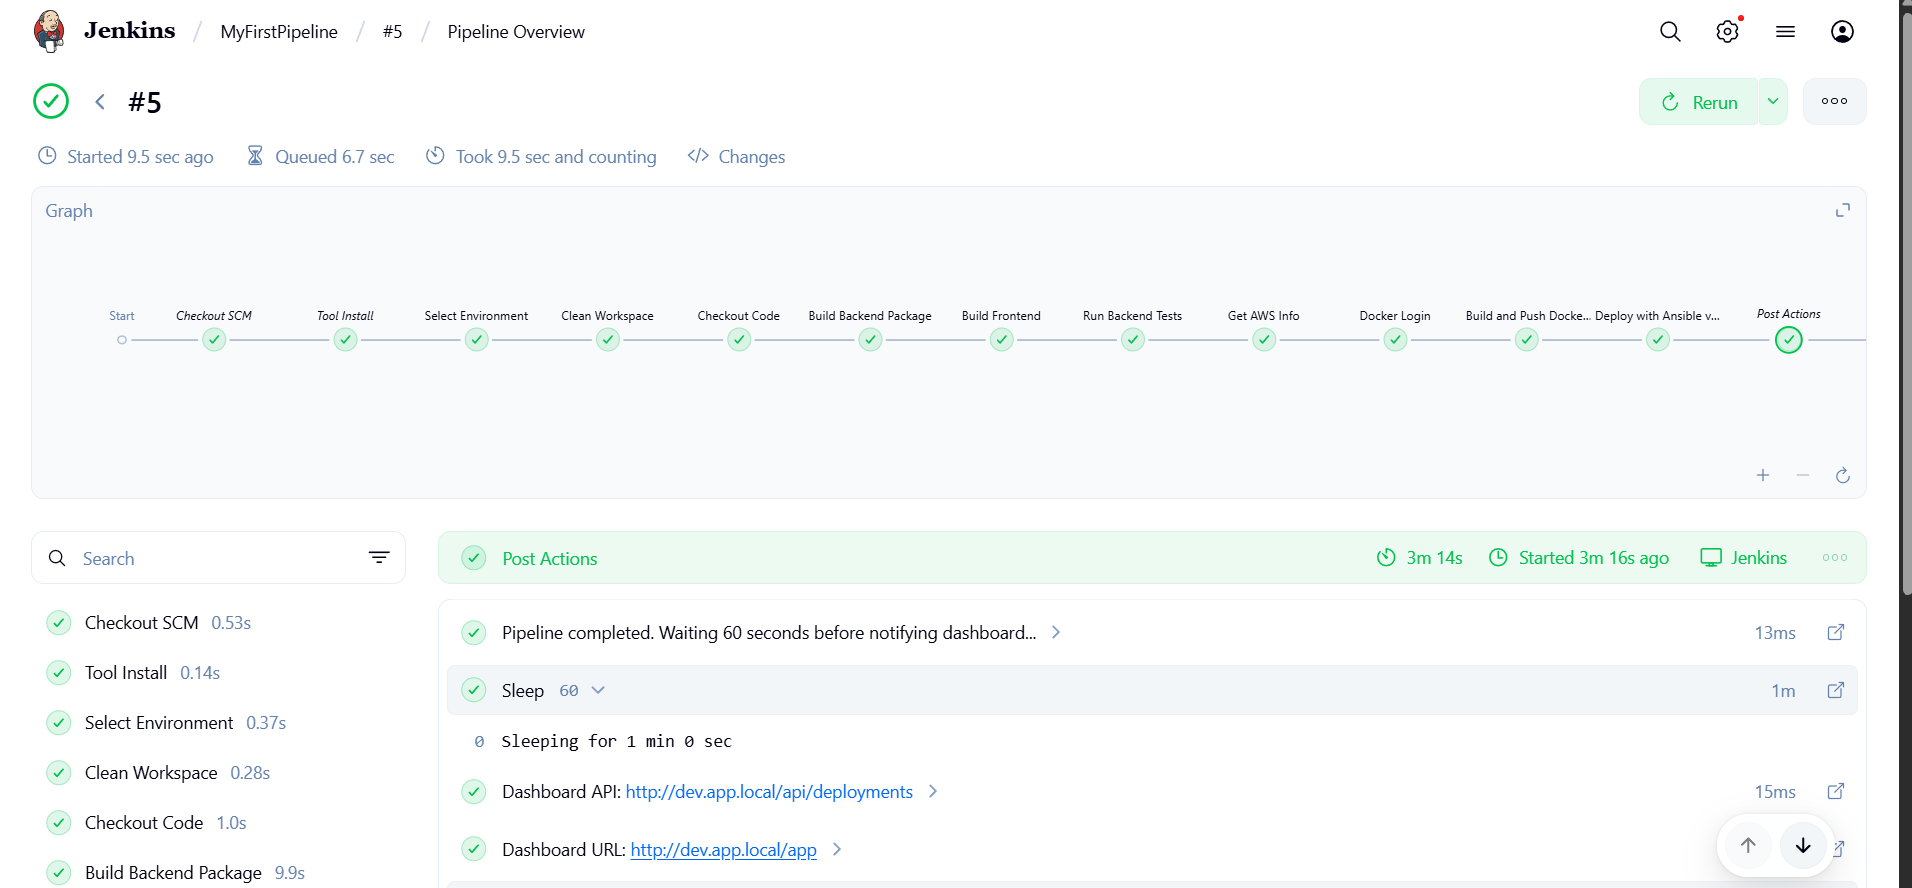 Jenkins / MyFirstPipeline / #5 / Pipeline Overview
#5
Rerun
Started 9.5 sec ago Queued 6.7 sec Took 9.5 sec and counting Changes
Graph
Start Checkout SCM Tool Install Select Environment Clean Workspace Checkout Code Build Backend Package Build Frontend Run Backend Tests Get AWS Info Docker Login Build and Push Docke... Deploy with Ansible v... Post Actions
Search
Checkout SCM 0.53s
Tool Install 0.14s
Select Environment 0.37s
Clean Workspace 0.28s
Checkout Code 1.0s
Build Backend Package 9.9s
Post Actions 3m 14s Started 3m 16s ago Jenkins
Pipeline completed. Waiting 60 seconds before notifying dashboard... 13ms
Sleep 60 1m
0 Sleeping for 1 min 0 sec
Dashboard API: http://dev.app.local/api/deployments 15ms
Dashboard URL: http://dev.app.local/app